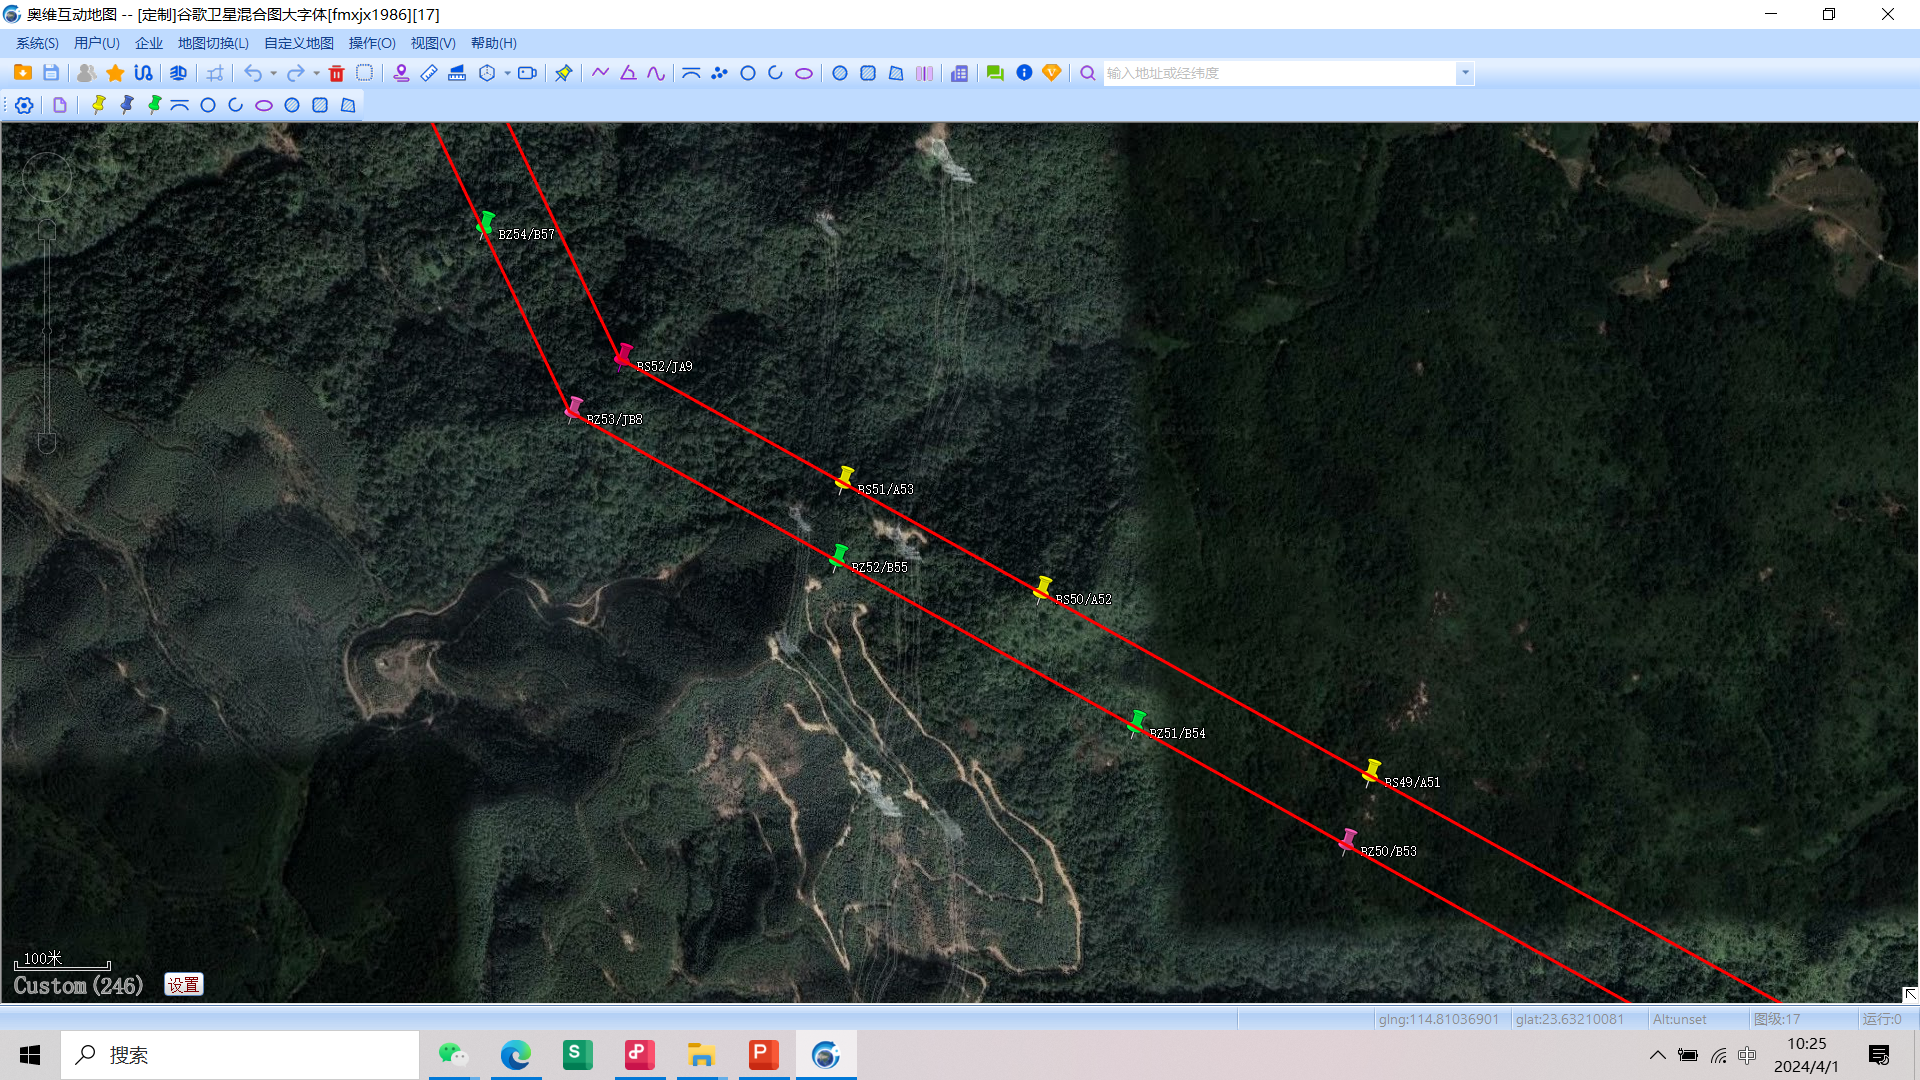 奥维互动地图 -- [定制]谷歌卫星混合图大字体[fmxjx1986][17]
系统(S) 用户(U) 企业 地图切换(L) 自定义地图 操作(O) 视图(V) 帮助(H)
输入地址或经纬度
BZ54/B57
BS52/JA9
BZ53/JB8
BS51/A53
BZ52/B55
BS50/A52
BZ51/B54
BS49/A51
BZ50/B53
100米
Custom(246) 设置
glng:114.81036901 glat:23.63210081 Alt:unset 图级:17 运行:0
搜索
中
10:25
2024/4/1